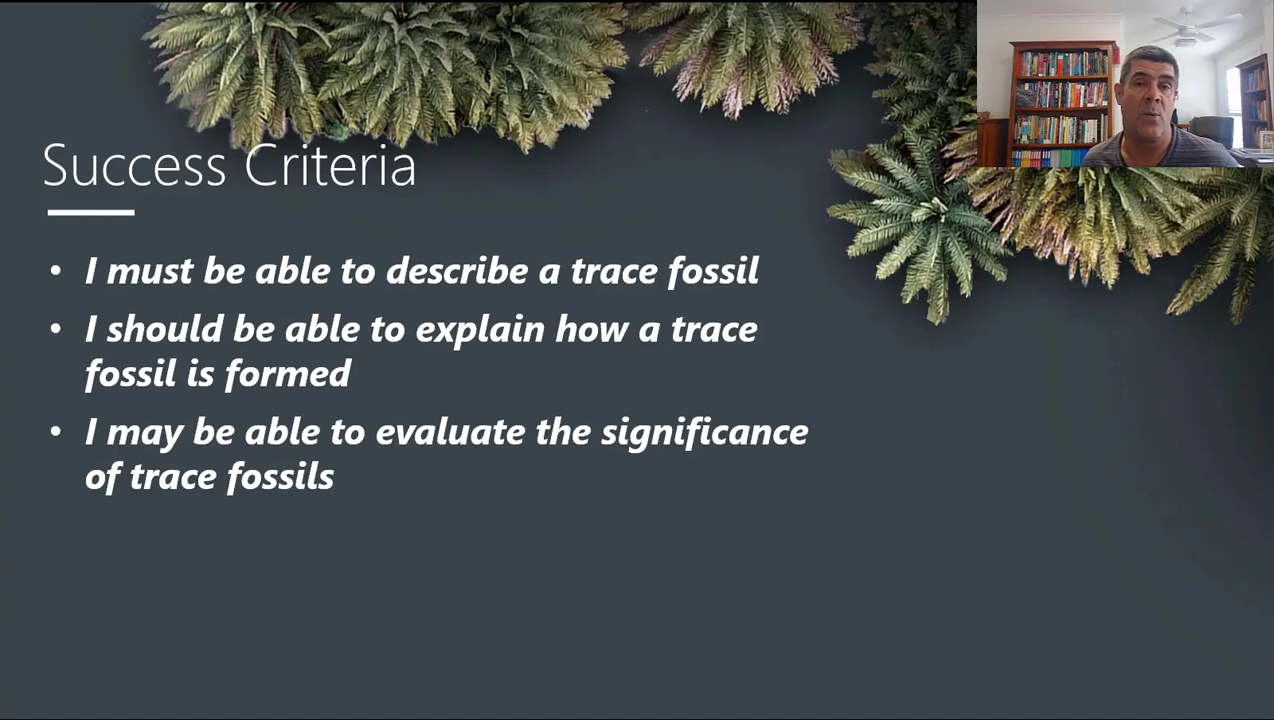 Success Criteria
• I must be able to describe a trace fossil
• I should be able to explain how a trace
fossil is formed
• I may be able to evaluate the significance
of trace fossils